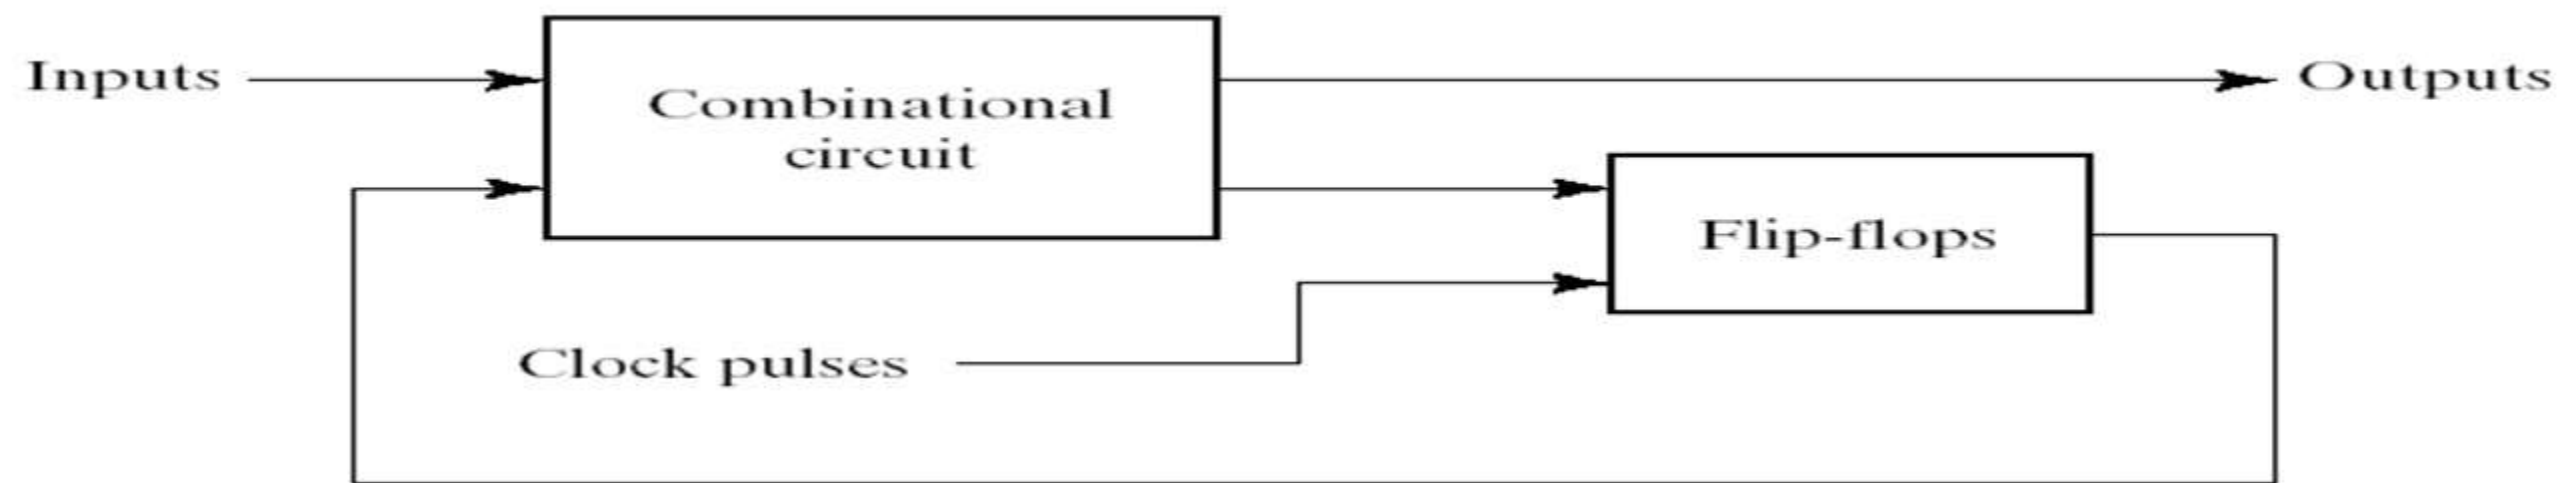 Inputs
Combinational
circuit
Outputs
Flip-flops
Clock pulses